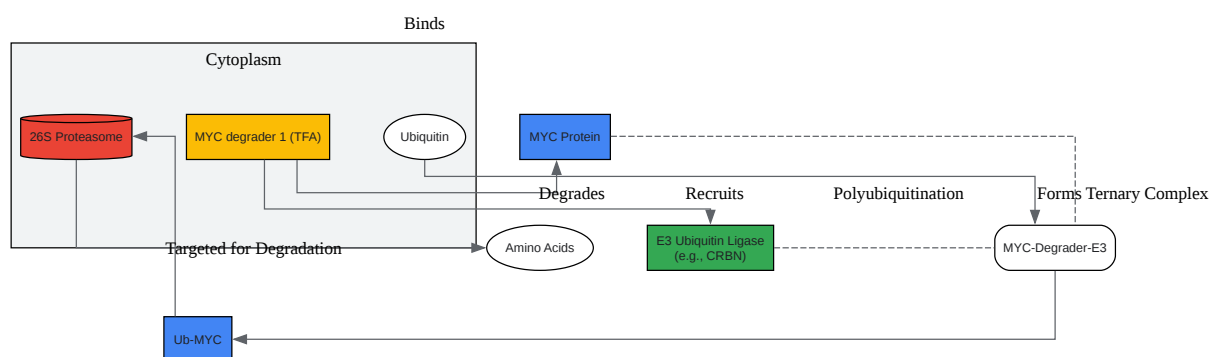 Binds
Cytoplasm
26S Proteasome
MYC degrader 1 (TFA)
Ubiquitin
MYC Protein
Degrades
Recruits
Polyubiquitination
Forms Ternary Complex
Targeted for Degradation
Amino Acids
E3 Ubiquitin Ligase
(e.g., CRBN)
MYC-Degrader-E3
Ub-MYC